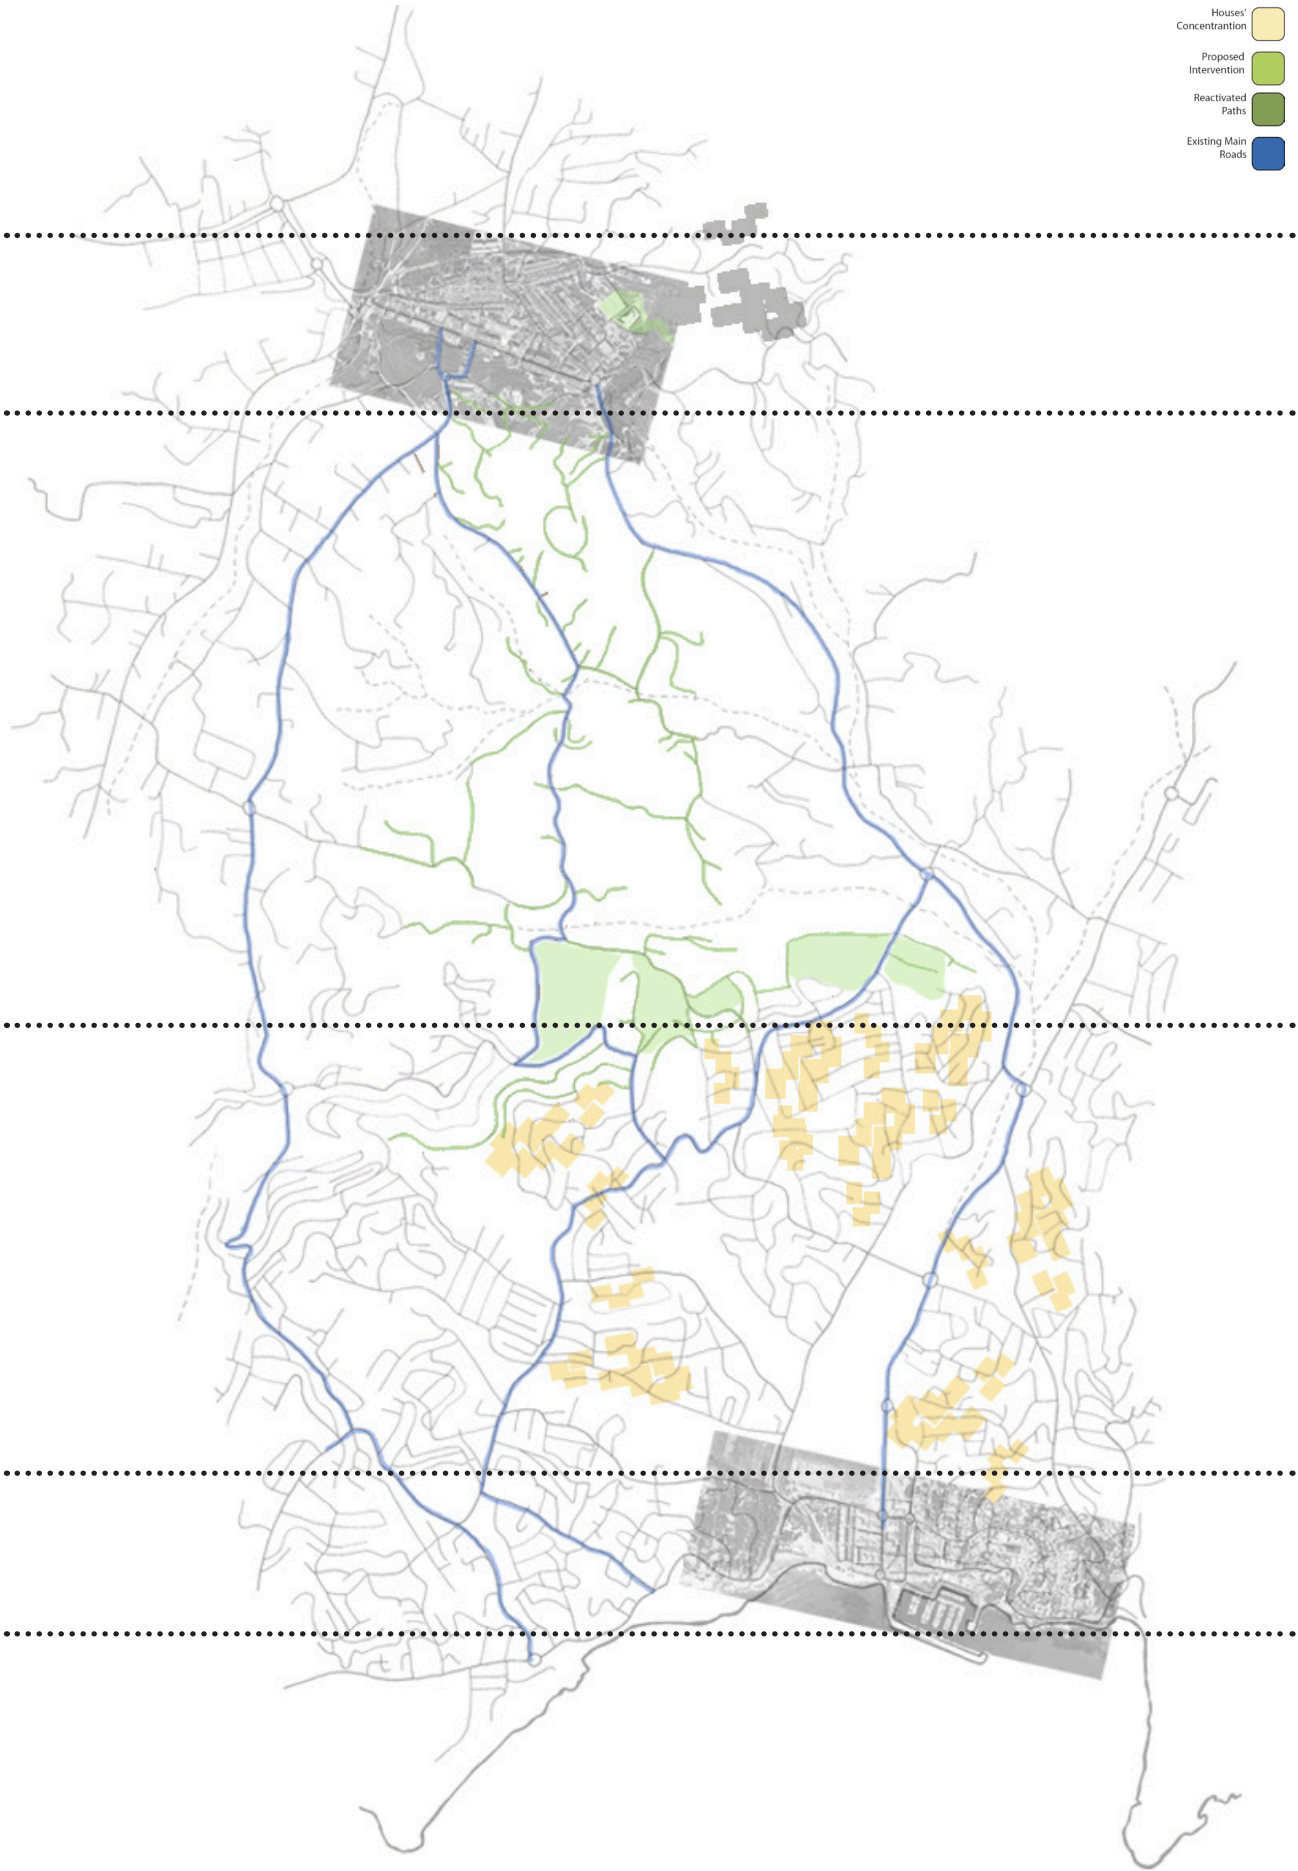 Houses'
Concentrantion
Proposed
Intervention
Reactivated
Paths
Existing Main
Roads